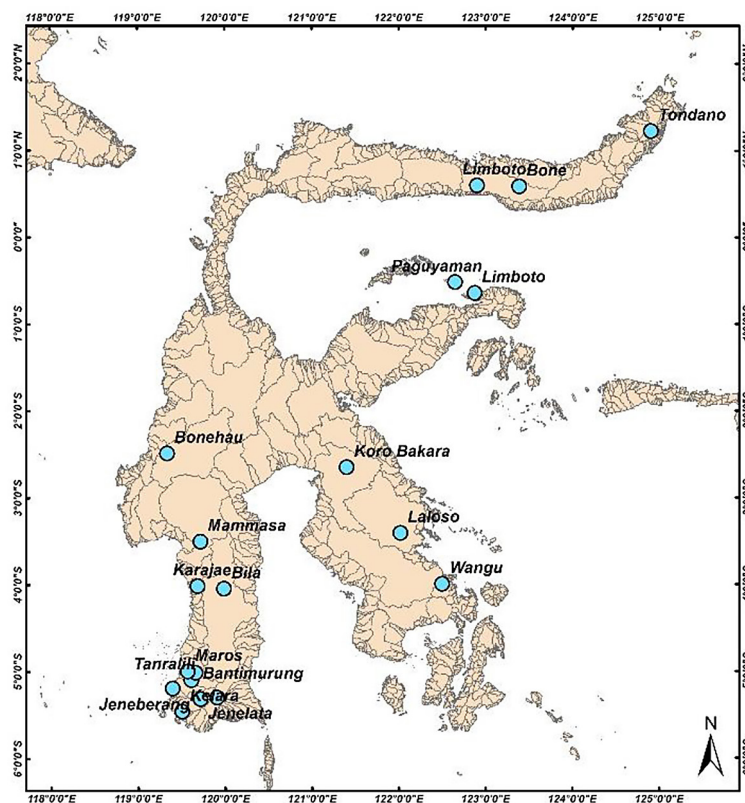 118°0'0"E 119°0'0"E 120°0'0"E 121°0'0"E 122°0'0"E 123°0'0"E 124°0'0"E 125°0'0"E
2°0'0"N
1°0'0"N
0°0'0"
1°0'0"S
2°0'0"S
3°0'0"S
4°0'0"S
5°0'0"S
6°0'0"S
Tondano
Limboto Bone
Paguyaman
Limboto
Bonehau
Koro Bakara
Mammasa
Laloso
Karajae Bila
Wangu
Maros
Tanralili
Bantimurung
Kelara
Jeneberang
Jenelata
N
118°0'0"E 119°0'0"E 120°0'0"E 121°0'0"E 122°0'0"E 123°0'0"E 124°0'0"E 125°0'0"E